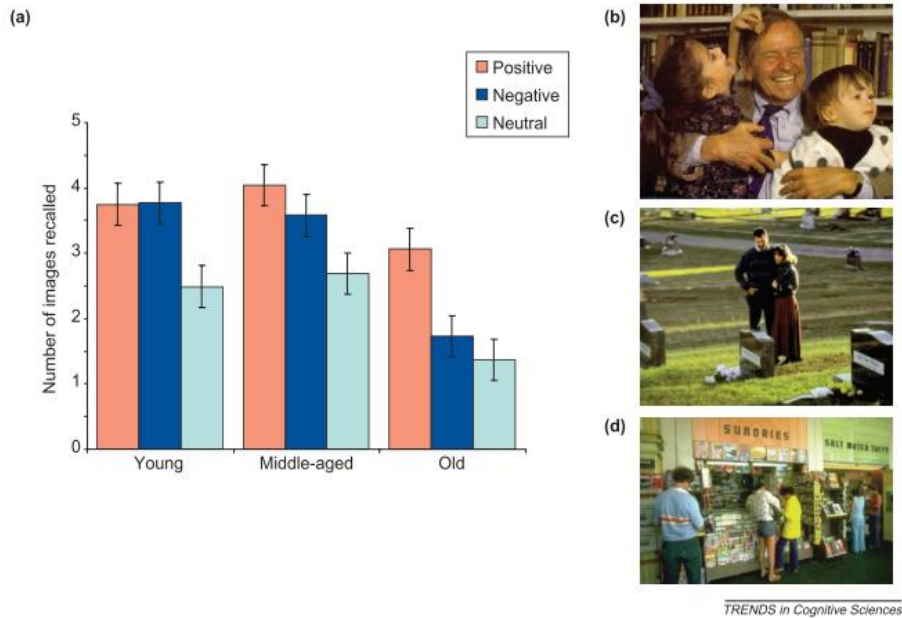 (a)
Positive
Negative
Neutral
Number of images recalled
5
4
3
2
1
0
Young
Middle-aged
Old
(b)
(c)
(d)
SUNDRIES
SALT WATER TAFFY
TRENDS in Cognitive Sciences